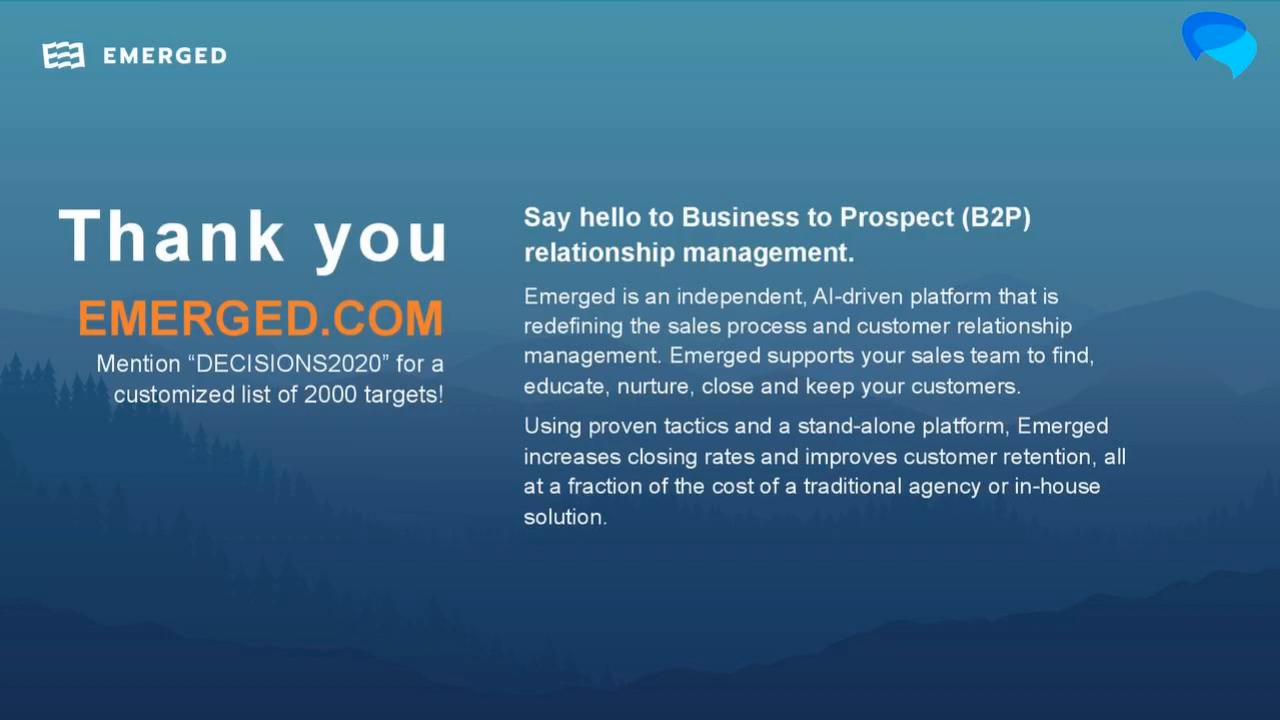 EMERGED
Thank you
EMERGED.COM
Mention “DECISIONS2020” for a
customized list of 2000 targets!
Say hello to Business to Prospect (B2P)
relationship management.
Emerged is an independent, AI-driven platform that is
redefining the sales process and customer relationship
management. Emerged supports your sales team to find,
educate, nurture, close and keep your customers.
Using proven tactics and a stand-alone platform, Emerged
increases closing rates and improves customer retention, all
at a fraction of the cost of a traditional agency or in-house
solution.